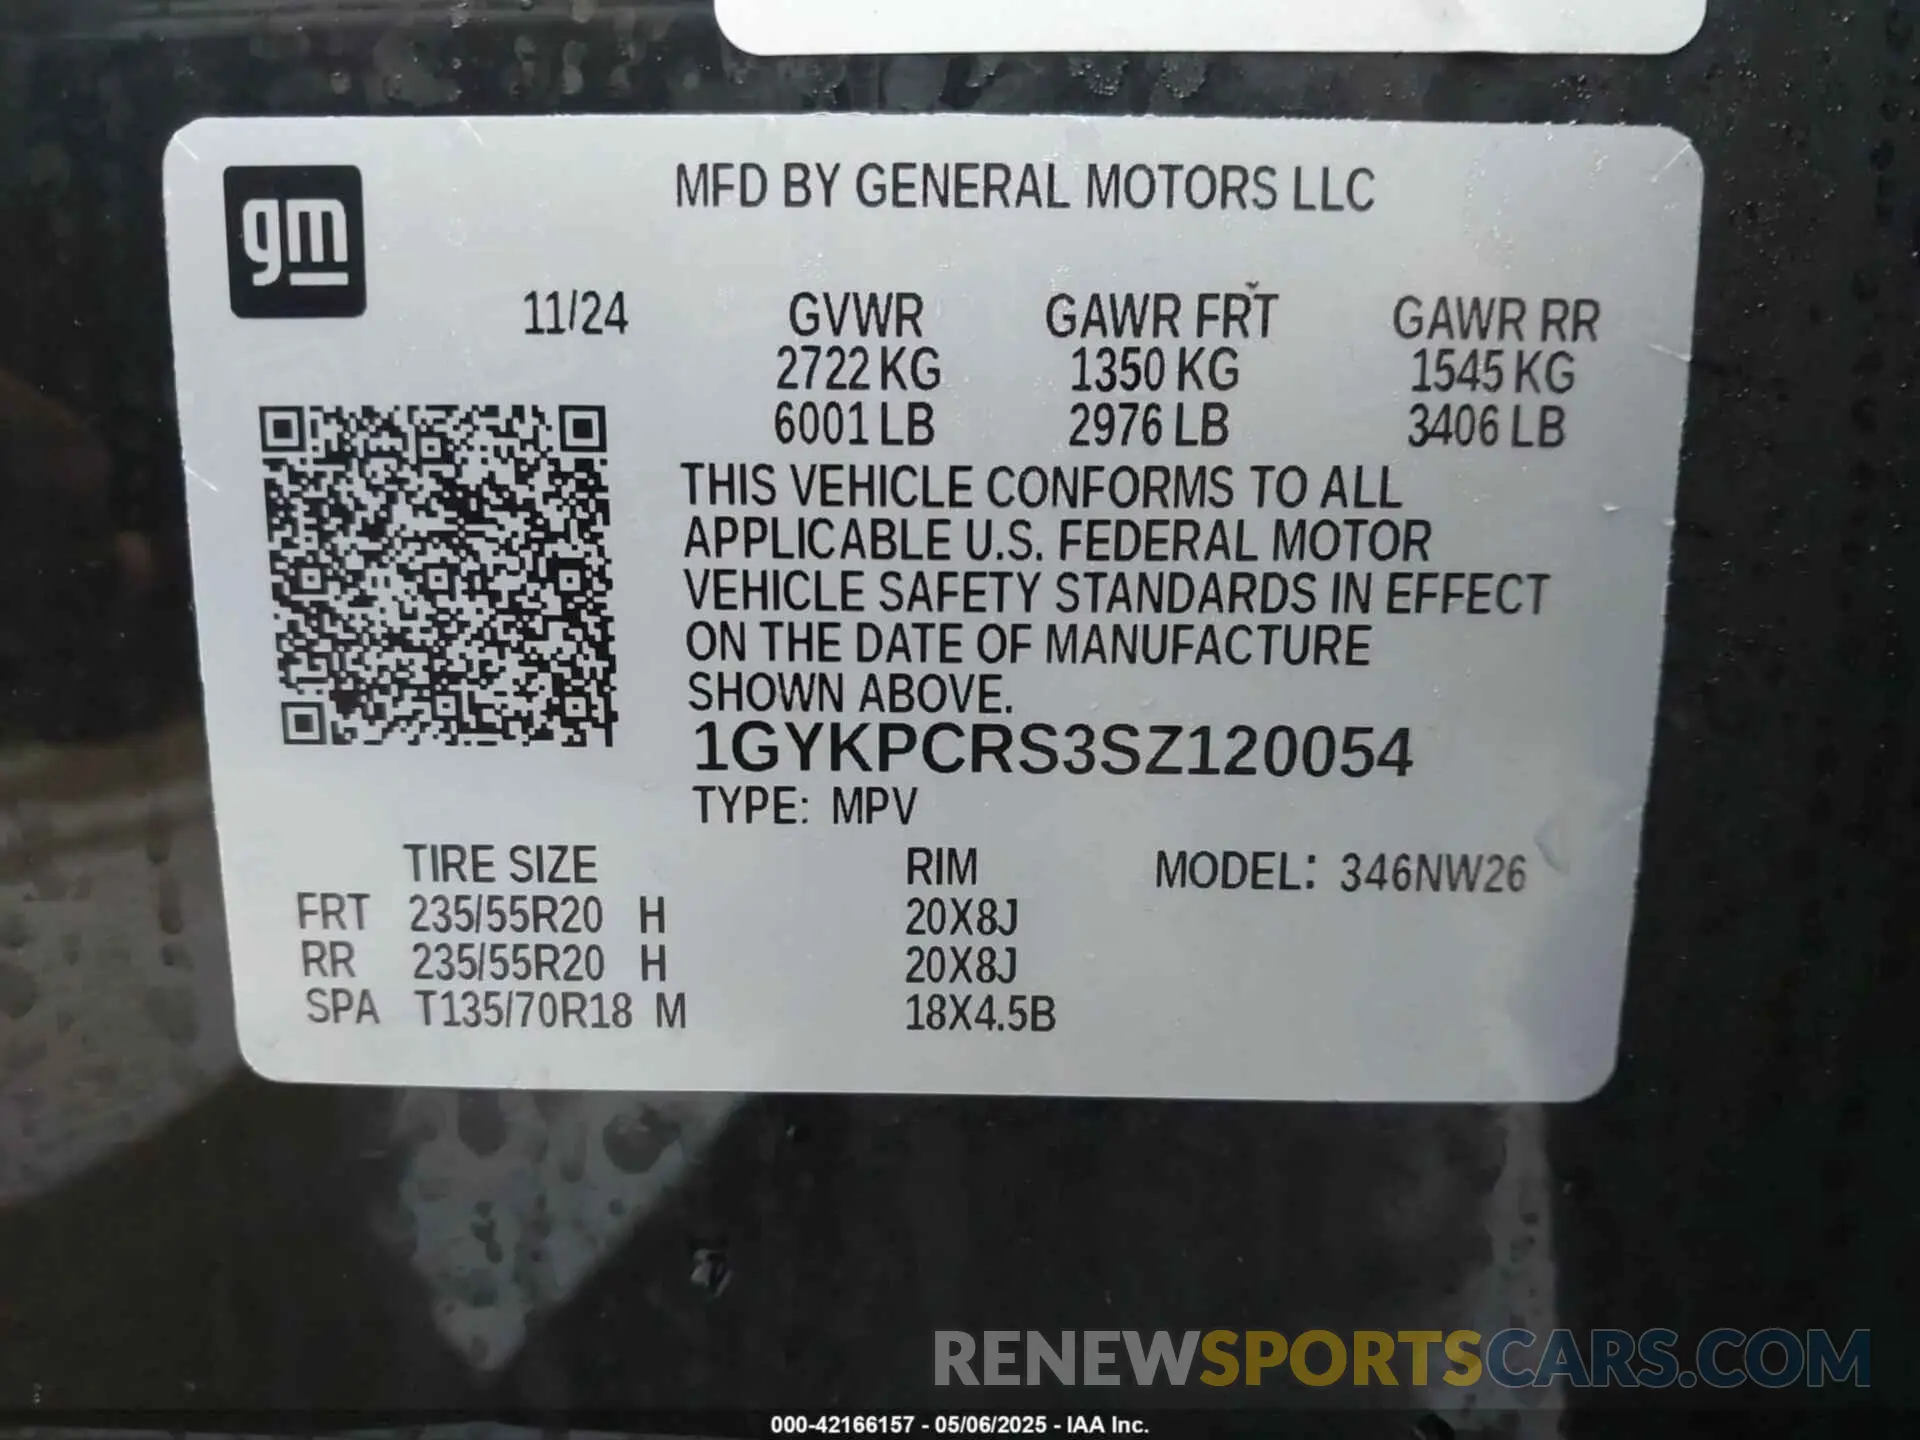 gm
MFD BY GENERAL MOTORS LLC
11/24 GVWR GAWR FRT GAWR RR
2722 KG 1350 KG 1545 KG
6001 LB 2976 LB 3406 LB
THIS VEHICLE CONFORMS TO ALL
APPLICABLE U.S. FEDERAL MOTOR
VEHICLE SAFETY STANDARDS IN EFFECT
ON THE DATE OF MANUFACTURE
SHOWN ABOVE.
1GYKPCRS3SZ120054
TYPE: MPV
TIRE SIZE RIM MODEL: 346NW26
FRT 235/55R20 H 20X8J
RR 235/55R20 H 20X8J
SPA T135/70R18 M 18X4.5B
RENEWSPORTSCARS.COM
000-42166157 - 05/06/2025 - IAA Inc.